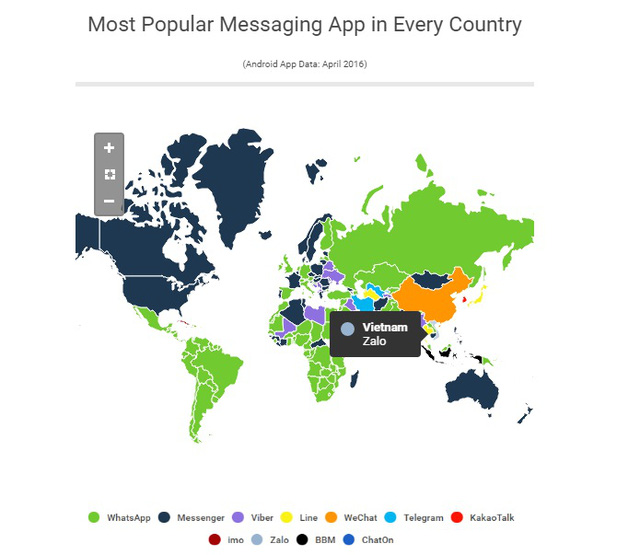 Most Popular Messaging App in Every Country
(Android App Data: April 2016)
+
−
Vietnam
Zalo
WhatsApp Messenger Viber Line WeChat Telegram KakaoTalk
imo Zalo BBM ChatOn